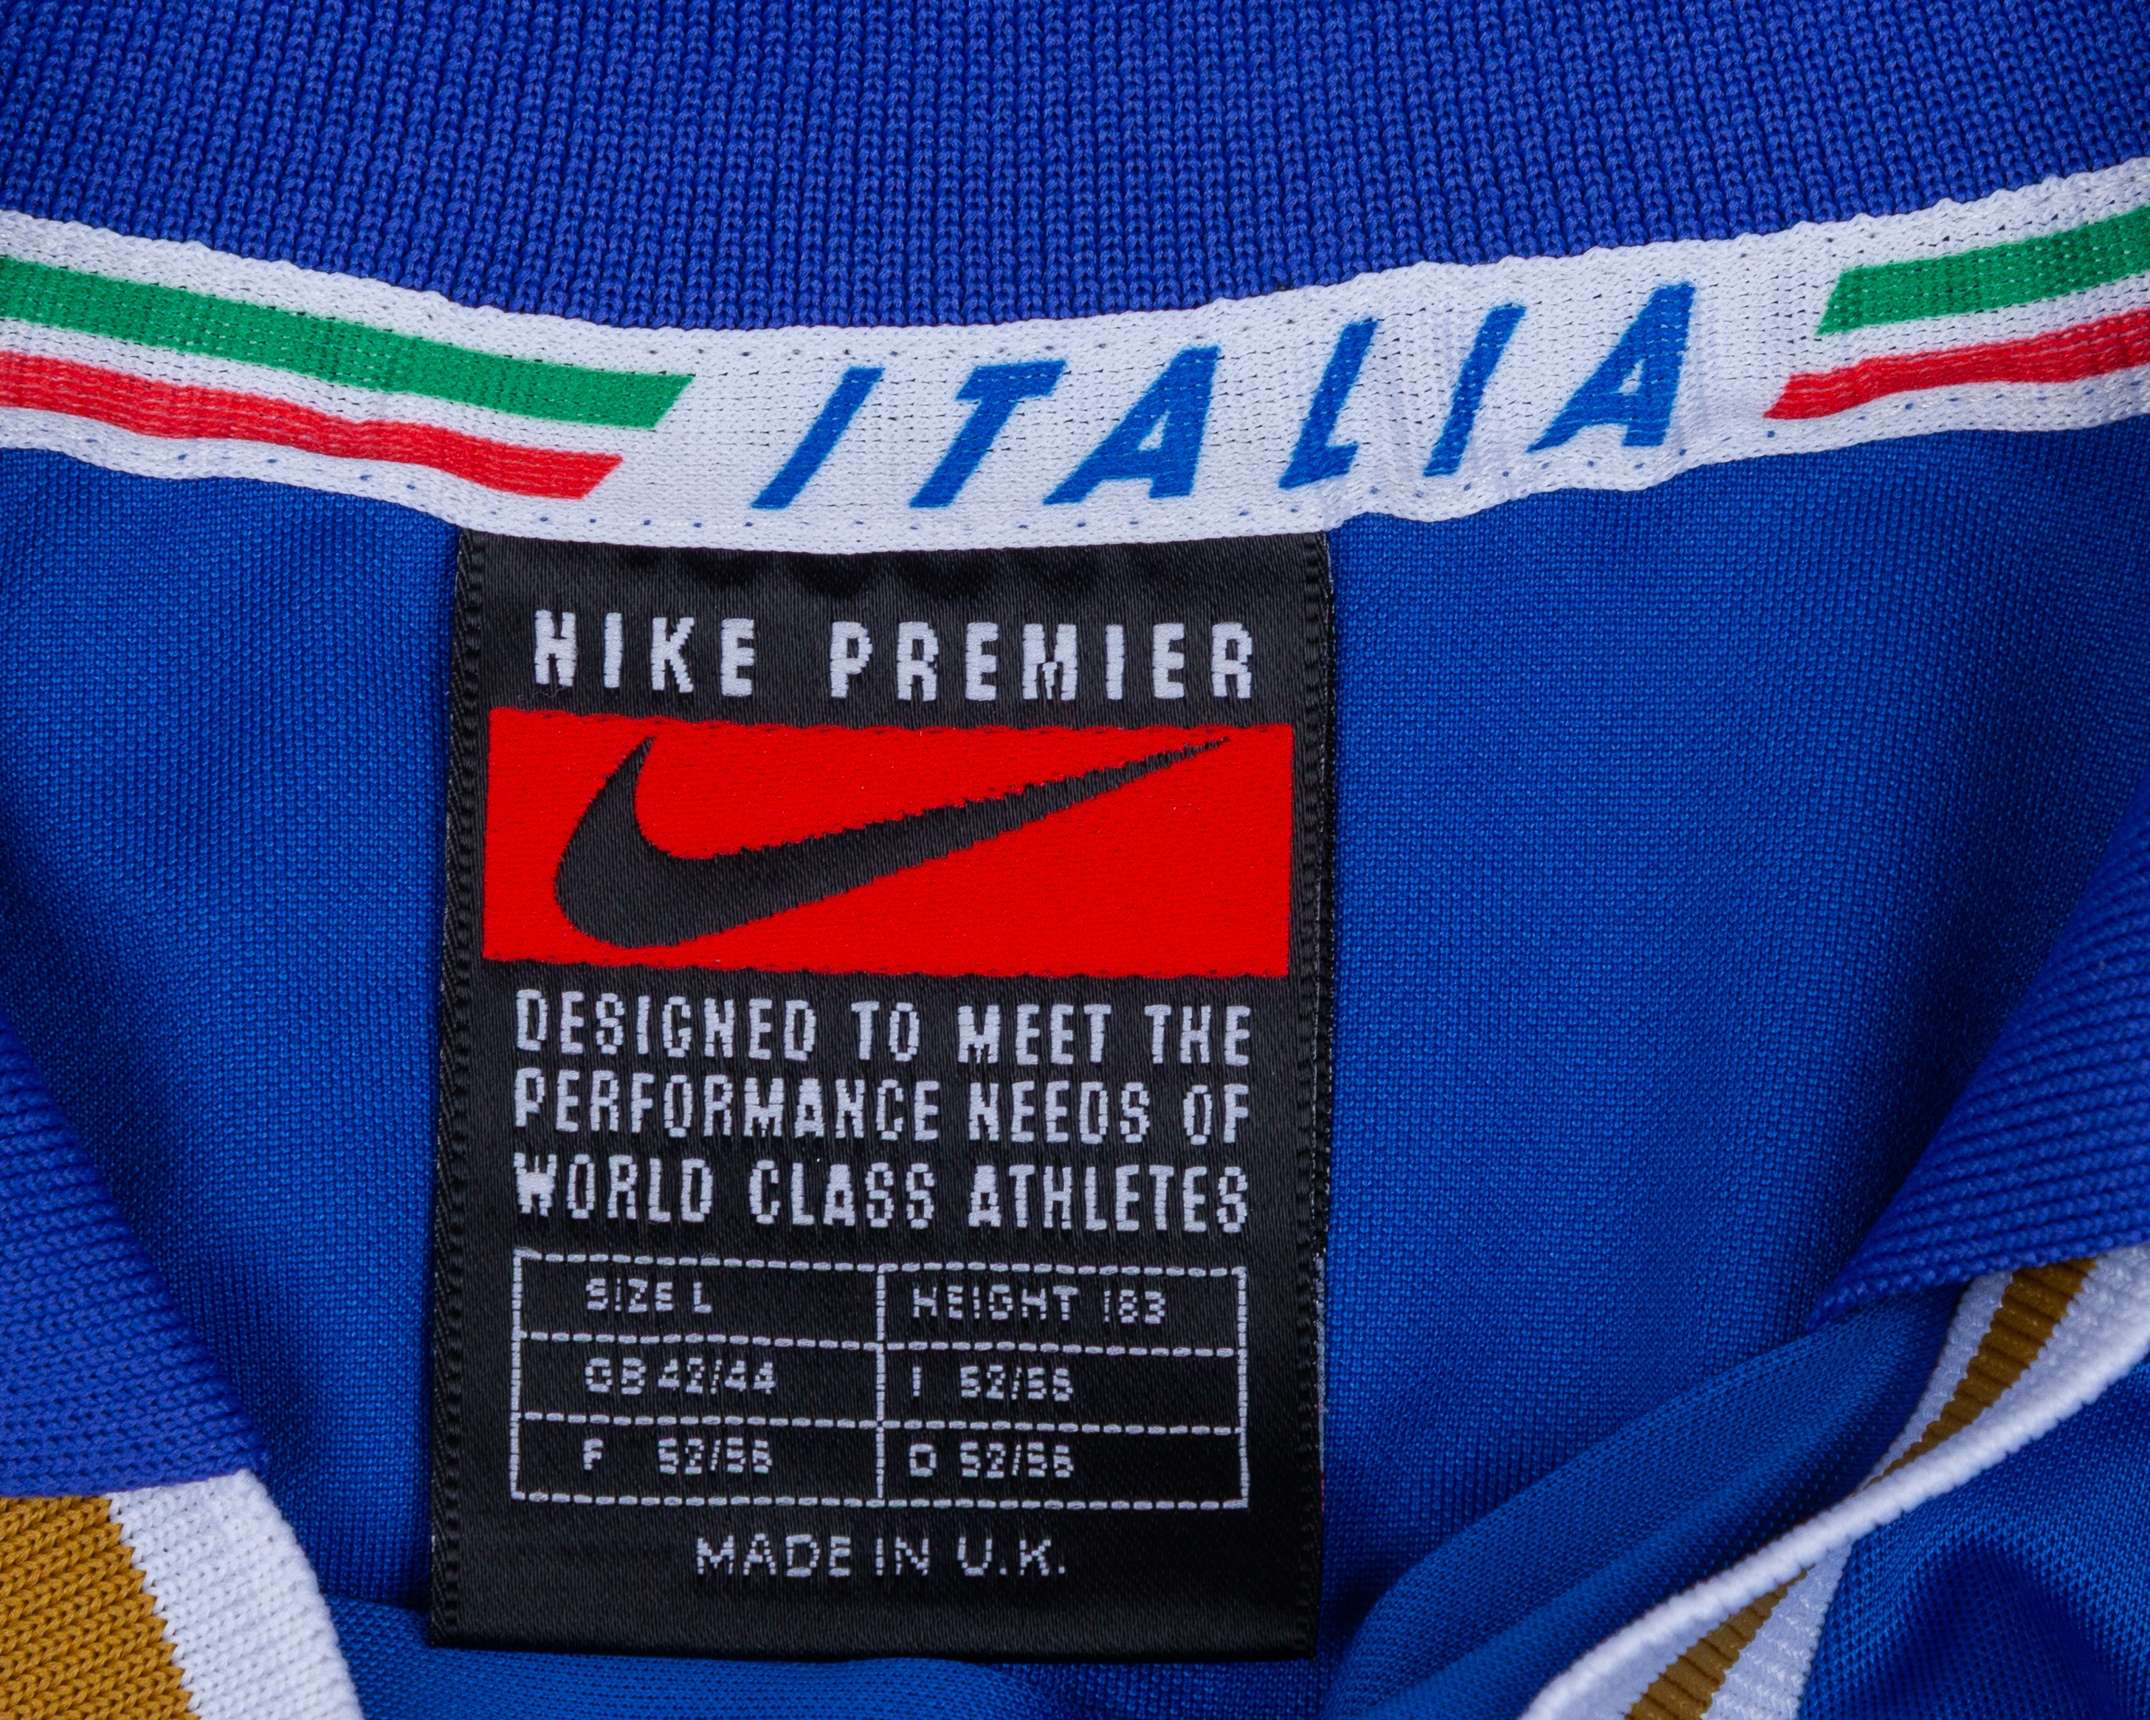 ITALIA
NIKE PREMIER
DESIGNED TO MEET THE
PERFORMANCE NEEDS OF
WORLD CLASS ATHLETES
SIZE L HEIGHT 183
GB 42/44 I 52/56
F 52/56 D 52/56
MADE IN U.K.